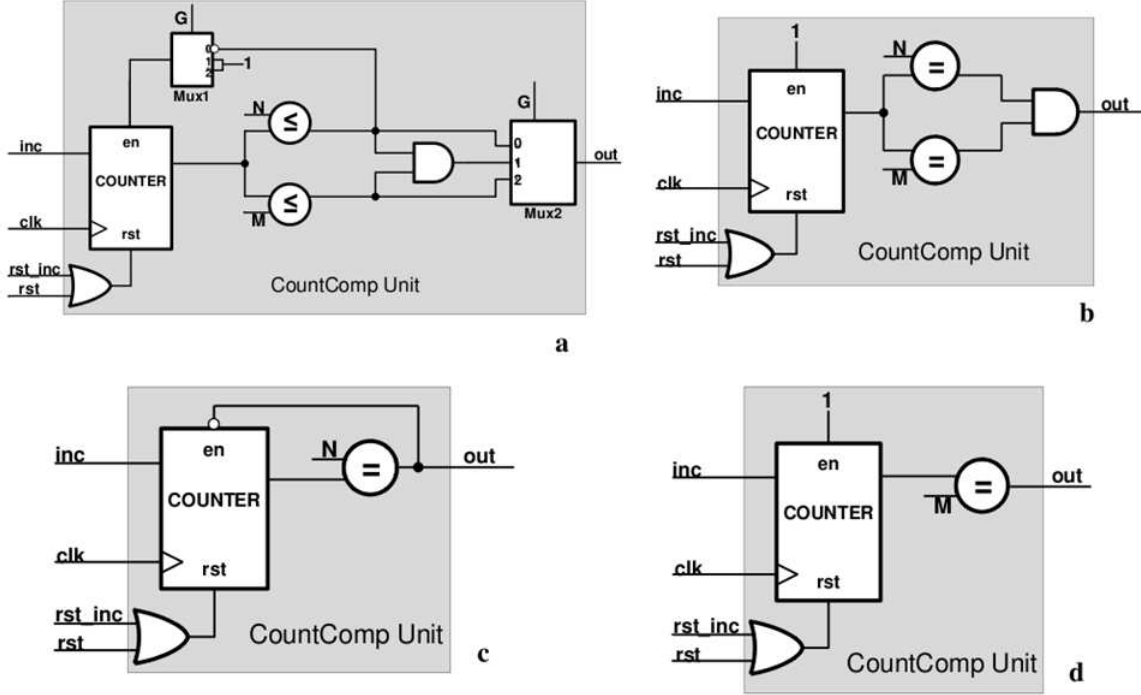 G
0
1
2
1
Mux1
N
≤
G
en
inc
COUNTER
0
1
2
out
≤
M
Mux2
clk
rst
rst_inc
rst
CountComp Unit
a
1
N
=
en
inc
COUNTER
out
=
M
clk
rst
rst_inc
rst
CountComp Unit
b
en
inc
N
=
out
COUNTER
clk
rst
rst_inc
rst
CountComp Unit
c
1
en
inc
=
out
M
COUNTER
clk
rst
rst_inc
rst
CountComp Unit
d